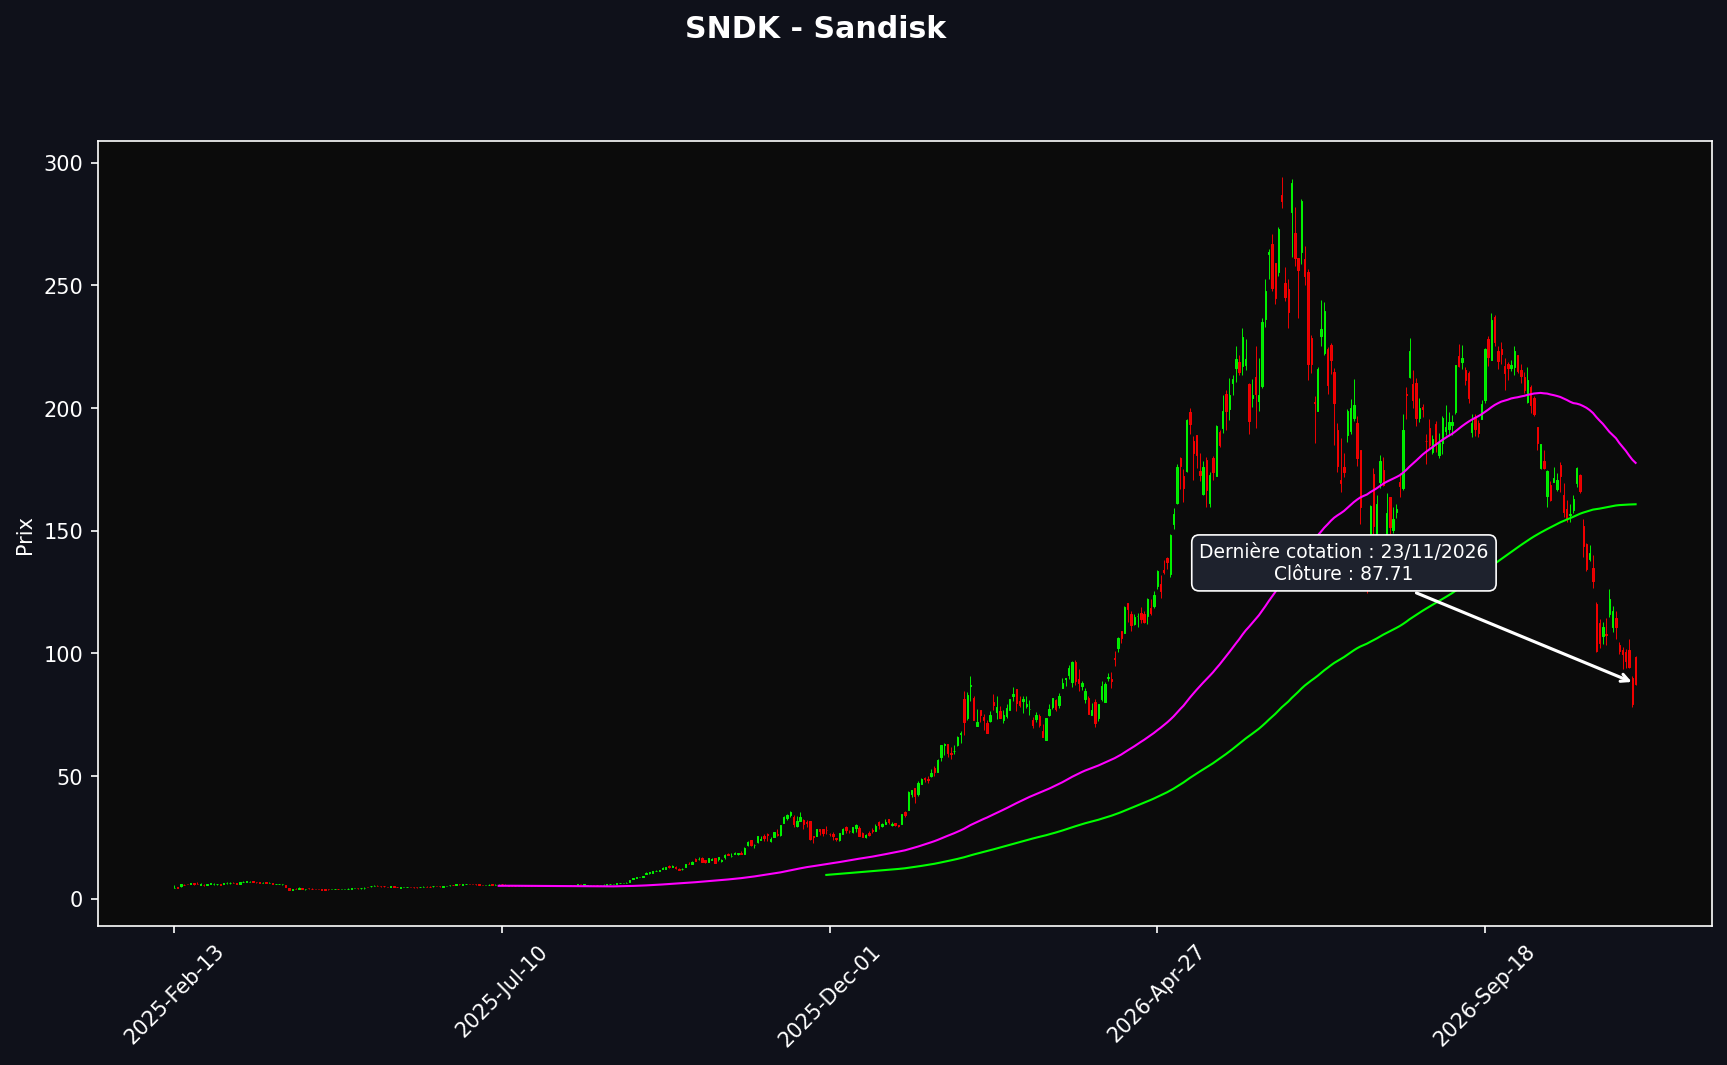 SNDK - Sandisk
Prix
300
250
200
150
100
50
0
Dernière cotation : 23/11/2026
Clôture : 87.71
2025-Feb-13
2025-Jul-10
2025-Dec-01
2026-Apr-27
2026-Sep-18